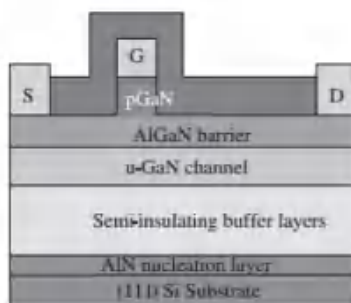 G
S
pGaN
D
AlGaN barrier
u-GaN channel
Semi-insulating buffer layers
AlN nucleation layer
(111) Si Substrate